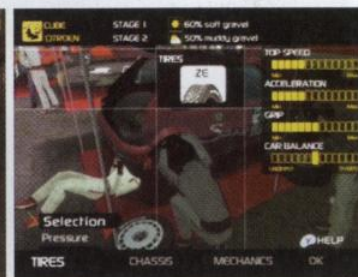 CUBE STAGE 1 60% soft gravel
CITROEN STAGE 2 50% muddy gravel
TIRES
ZE
TOP SPEED
ACCELERATION
GRIP
CAR BALANCE
Selection
Pressure
HELP
TIRES CHASSIS MECHANICS OK